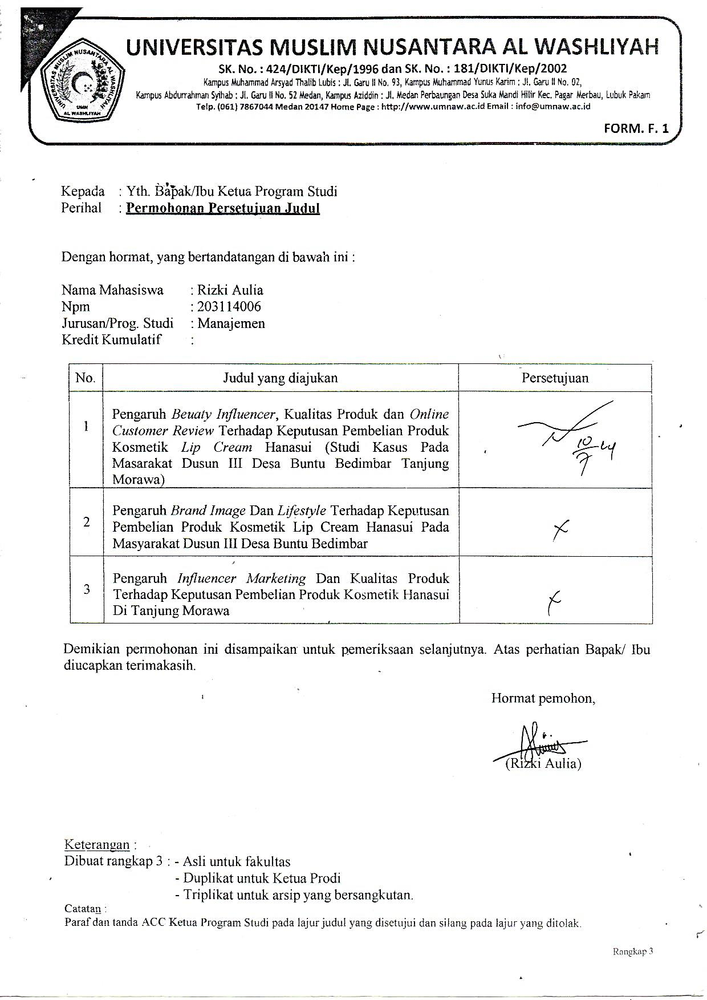 UNIVERSITAS MUSLIM NUSANTARA AL WASHLIYAH
SK. No. : 424/DIKTI/Kep/1996 dan SK. No. : 181/DIKTI/Kep/2002
Kampus Muhammad Arsyad Thalib Lubis : Jl. Garu II No. 93, Kampus Muhammad Yunus Karim : Jl. Garu II No. 02,
Kampus Abdurrahman Syihab : Jl. Garu II No. 52 Medan, Kampus Aziddin : Jl. Medan Perbaungan Desa Suka Mandi Hilir Kec. Pagar Merbau, Lubuk Pakam
Telp. (061) 7867044 Medan 20147 Home Page : http://www.umnaw.ac.id Email : info@umnaw.ac.id
UNIVERSITAS MUSLIM NUSANTARA AL WASHLIYAH
UMN
AL WASHLIYAH
FORM. F. 1
Kepada : Yth. Bapak/Ibu Ketua Program Studi
Perihal : Permohonan Persetujuan Judul
Dengan hormat, yang bertandatangan di bawah ini :
Nama Mahasiswa : Rizki Aulia
Npm : 203114006
Jurusan/Prog. Studi : Manajemen
Kredit Kumulatif :
No. Judul yang diajukan Persetujuan
1
Pengaruh Beuaty Influencer, Kualitas Produk dan Online
Customer Review Terhadap Keputusan Pembelian Produk
Kosmetik Lip Cream Hanasui (Studi Kasus Pada
Masarakat Dusun III Desa Buntu Bedimbar Tanjung
Morawa)
10/7-24
2
Pengaruh Brand Image Dan Lifestyle Terhadap Keputusan
Pembelian Produk Kosmetik Lip Cream Hanasui Pada
Masyarakat Dusun III Desa Buntu Bedimbar
3
Pengaruh Influencer Marketing Dan Kualitas Produk
Terhadap Keputusan Pembelian Produk Kosmetik Hanasui
Di Tanjung Morawa
Demikian permohonan ini disampaikan untuk pemeriksaan selanjutnya. Atas perhatian Bapak/ Ibu
diucapkan terimakasih.
Hormat pemohon,
(Rizki Aulia)
Keterangan :
Dibuat rangkap 3 : - Asli untuk fakultas
- Duplikat untuk Ketua Prodi
- Triplikat untuk arsip yang bersangkutan.
Catatan :
Paraf dan tanda ACC Ketua Program Studi pada lajur judul yang disetujui dan silang pada lajur yang ditolak.
Rangkap 3